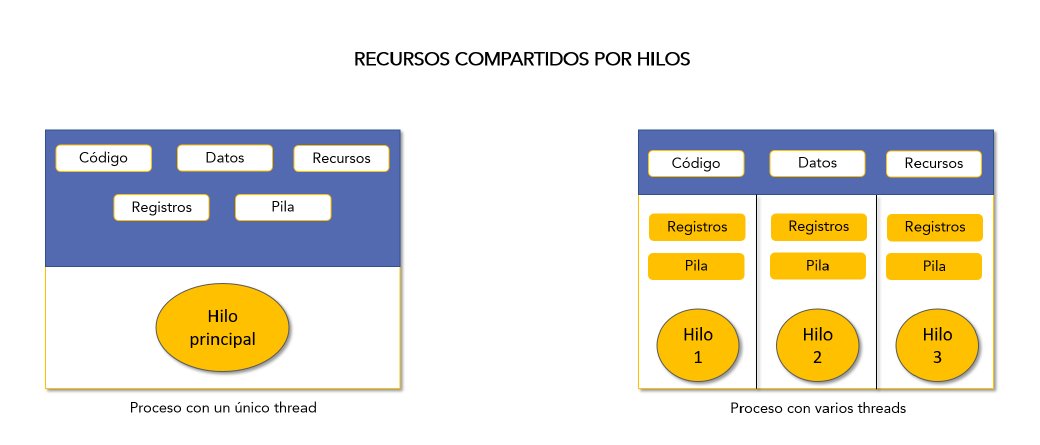 RECURSOS COMPARTIDOS POR HILOS
Código
Datos
Recursos
Registros
Pila
Hilo
principal
Proceso con un único thread
Código
Datos
Recursos
Registros
Registros
Registros
Pila
Pila
Pila
Hilo
1
Hilo
2
Hilo
3
Proceso con varios threads